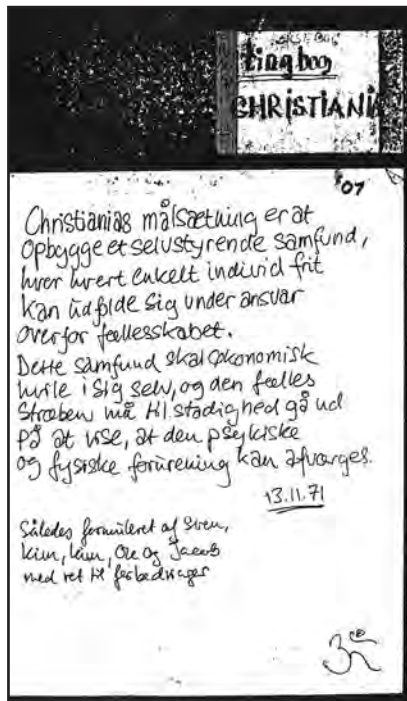 tingbog
CHRISTIANIA
07
Christianias målsætning er at
opbygge et selvstyrende samfund,
hvor hvert enkelt individ frit
kan udfolde sig under ansvar
overfor fællesskabet.
Dette samfund skal økonomisk
hvile i sig selv, og den fælles
stræben må til stadighed gå ud
på at vise, at den psykiske
og fysiske forurening kan afværges.
13.11.71
Således formuleret af Sven,
Kim, Kim, Ole og Jacob
med ret til forbedringer